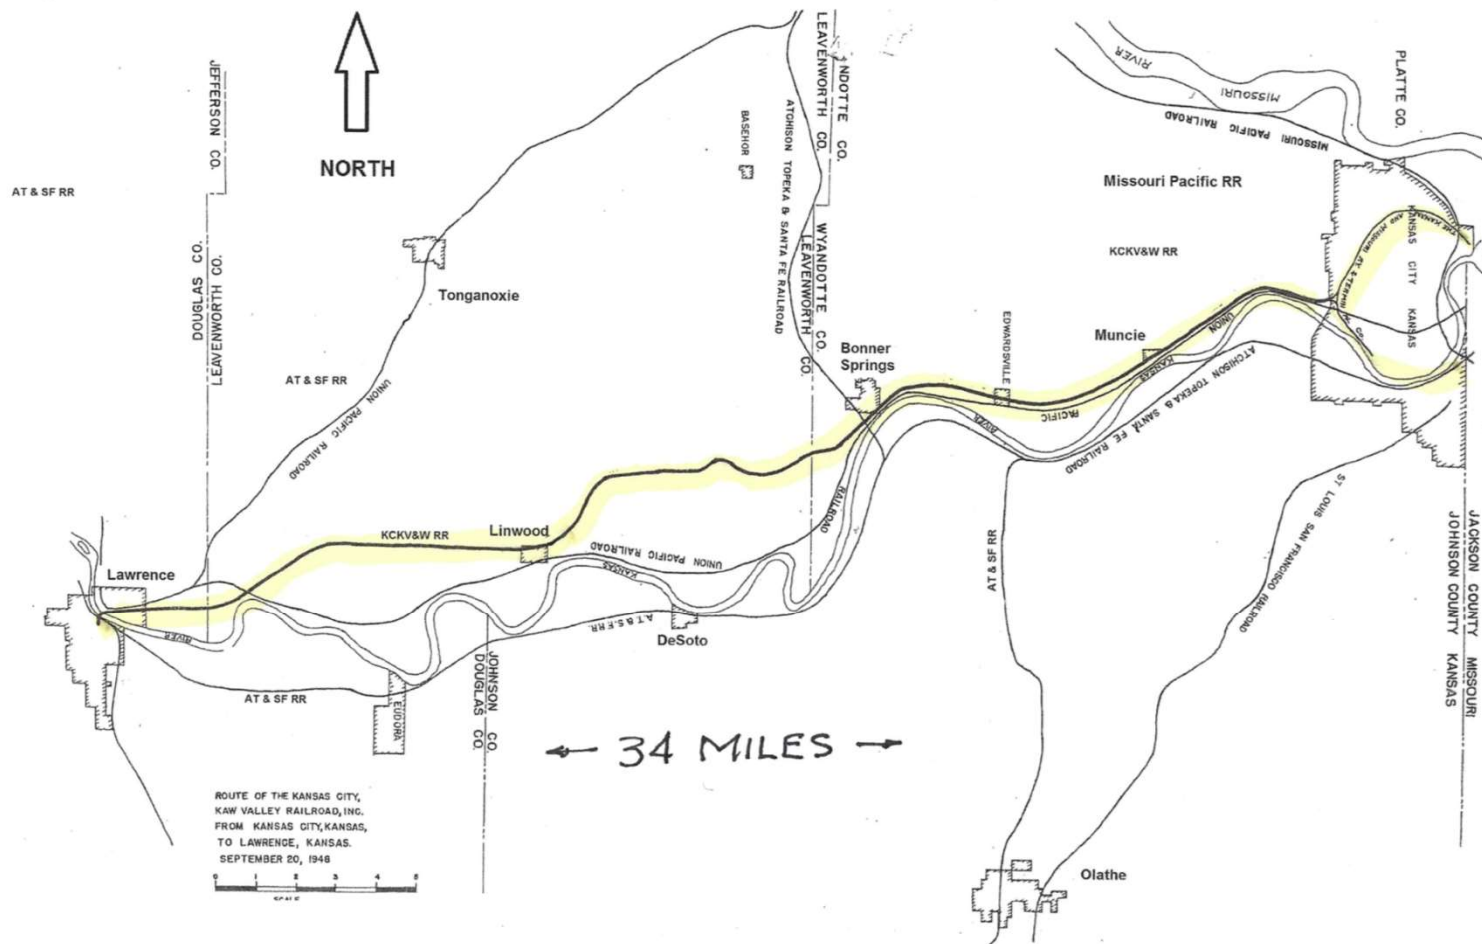 JEFFERSON CO.
NORTH
AT & SF RR
DOUGLAS CO.
LEAVENWORTH CO.
Tonganoxie
AT & SF RR
UNION PACIFIC RAILROAD
BASEHOR
ATCHISON TOPEKA & SANTA FE RAILROAD
LEAVENWORTH CO.
NDOTTE CO.
WYANDOTTE CO.
LEAVENWORTH CO.
RIVER
MISSOURI
MISSOURI PACIFIC RAILROAD
PLATTE CO.
Missouri Pacific RR
KCKV&W RR
KANSAS CITY KANSAS
Bonner
Springs
EDWARDSVILLE
Muncie
UNION
PACIFIC
RAILROAD
KANSAS
RIVER
ATCHISON TOPEKA & SANTA FE RAILROAD
KCKV&W RR
Linwood
UNION PACIFIC RAILROAD
KANSAS
Lawrence
RIVER
A.T.&S.F.RR.
DeSoto
AT & SF RR
EUDORA
JOHNSON CO.
DOUGLAS CO.
AT & SF RR
ST LOUIS SAN FRANCISCO RAILROAD
JACKSON COUNTY MISSOURI
JOHNSON COUNTY KANSAS
← 34 MILES →
ROUTE OF THE KANSAS CITY,
KAW VALLEY RAILROAD, INC.
FROM KANSAS CITY, KANSAS,
TO LAWRENCE, KANSAS.
SEPTEMBER 20, 1948
0 1 2 3 4 5
SCALE
Olathe